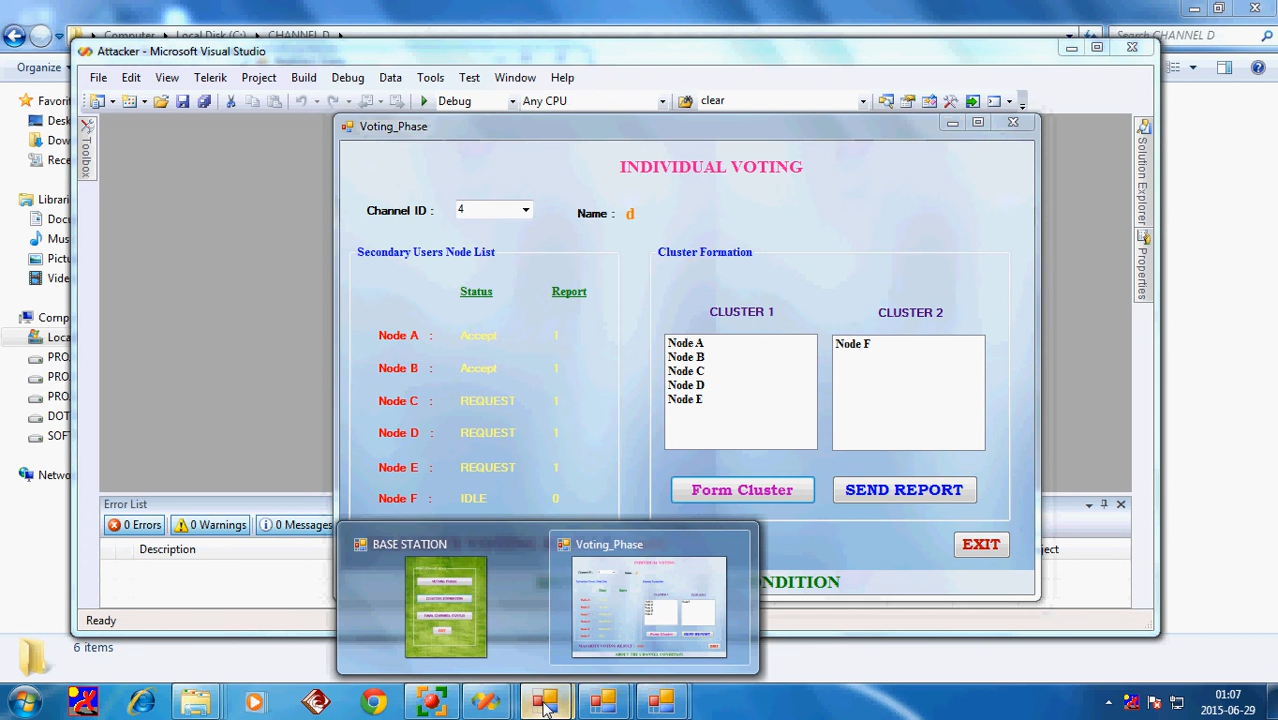 Computer
Local Disk (C:)
CHANNEL D
Search CHANNEL D
Attacker - Microsoft Visual Studio
Organize
File Edit View Telerik Project Build Debug Data Tools Test Window Help
Debug Any CPU clear
Toolbox
Solution Explorer
Properties
Voting_Phase
INDIVIDUAL VOTING
Channel ID : 4 Name : d
Secondary Users Node List
Status Report
Node A : Accept 1
Node B : Accept 1
Node C : REQUEST 1
Node D : REQUEST 1
Node E : REQUEST 1
Node F : IDLE 0
Cluster Formation
CLUSTER 1 CLUSTER 2
Node A
Node B
Node C
Node D
Node E
Node F
Form Cluster
SEND REPORT
EXIT
Error List
0 Errors 0 Warnings 0 Messages
Description
BASE STATION
Voting_Phase
Ready
6 items
01:07
2015-06-29